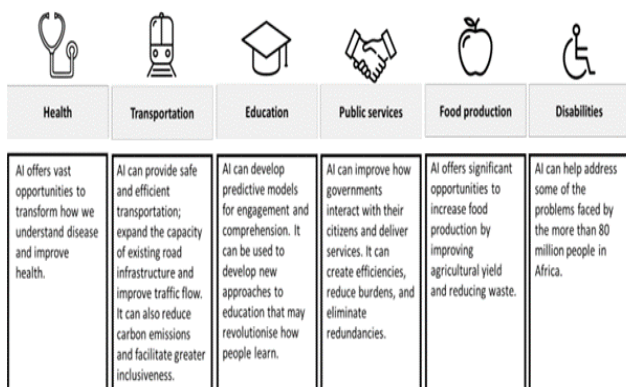 Health
Transportation
Education
Public services
Food production
Disabilities
AI offers vast
opportunities to
transform how we
understand disease
and improve
health.
AI can provide safe
and efficient
transportation;
expand the capacity
of existing road
infrastructure and
improve traffic flow.
It can also reduce
carbon emissions
and facilitate greater
inclusiveness.
AI can develop
predictive models
for engagement and
comprehension. It
can be used to
develop new
approaches to
education that may
revolutionise how
people learn.
AI can improve how
governments
interact with their
citizens and deliver
services. It can
create efficiencies,
reduce burdens, and
eliminate
redundancies.
AI offers significant
opportunities to
increase food
production by
improving
agricultural yield
and reducing waste.
AI can help address
some of the
problems faced by
the more than 80
million people in
Africa.